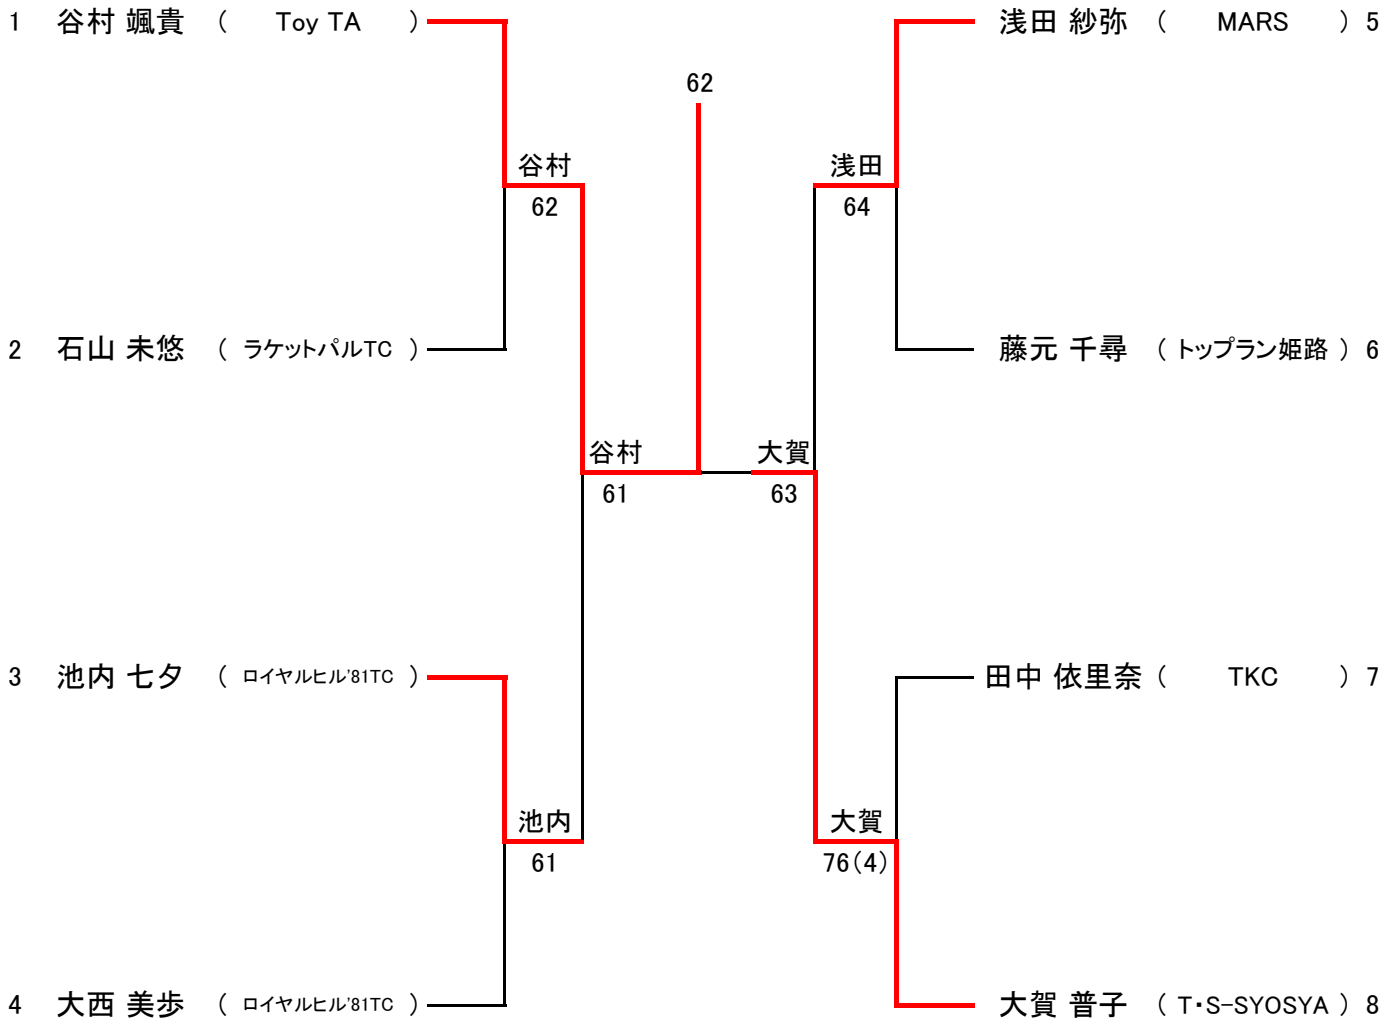 1 谷村 颯貴 （ Toy TA ） 浅田 紗弥 （ MARS ） 5
62
谷村 浅田
62 64
2 石山 未悠 （ ラケットパルTC ） 藤元 千尋 （ トップラン姫路 ） 6
谷村 大賀
61 63
3 池内 七夕 （ ロイヤルヒル'81TC ） 田中 依里奈 （ TKC ） 7
池内 大賀
61 76(4)
4 大西 美歩 （ ロイヤルヒル'81TC ） 大賀 普子 （ T・S-SYOSYA ） 8